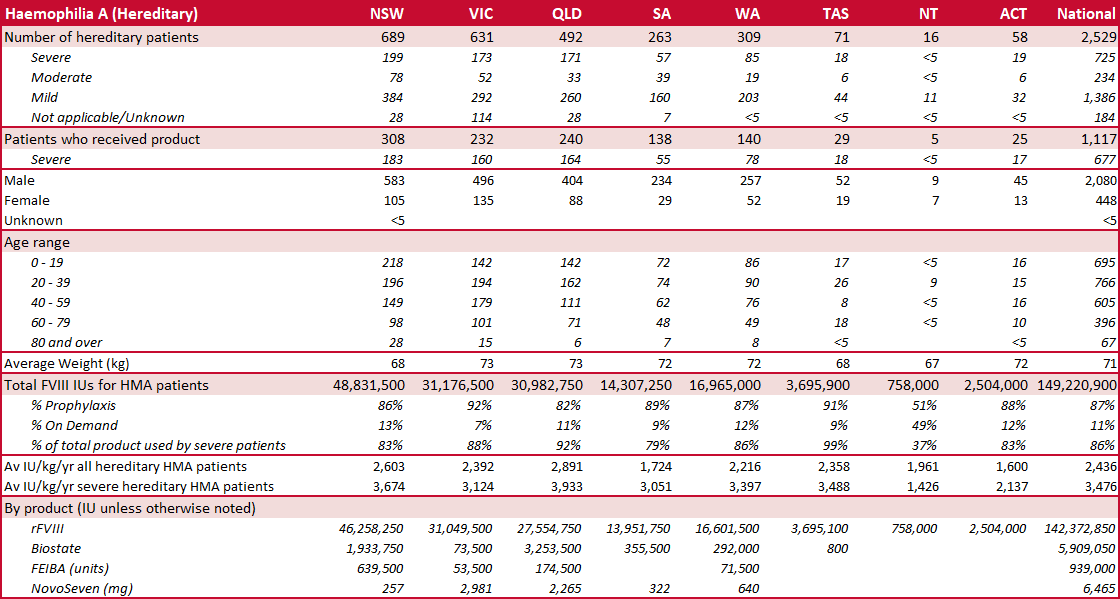 Haemophilia A (Hereditary) NSW VIC QLD SA WA TAS NT ACT National
Number of hereditary patients 689 631 492 263 309 71 16 58 2,529
Severe 199 173 171 57 85 18 <5 19 725
Moderate 78 52 33 39 19 6 <5 6 234
Mild 384 292 260 160 203 44 11 32 1,386
Not applicable/Unknown 28 114 28 7 <5 <5 <5 <5 184
Patients who received product 308 232 240 138 140 29 5 25 1,117
Severe 183 160 164 55 78 18 <5 17 677
Male 583 496 404 234 257 52 9 45 2,080
Female 105 135 88 29 52 19 7 13 448
Unknown <5 <5
Age range
0 - 19 218 142 142 72 86 17 <5 16 695
20 - 39 196 194 162 74 90 26 9 15 766
40 - 59 149 179 111 62 76 8 <5 16 605
60 - 79 98 101 71 48 49 18 <5 10 396
80 and over 28 15 6 7 8 <5 <5 67
Average Weight (kg) 68 73 73 72 72 68 67 72 71
Total FVIII IUs for HMA patients 48,831,500 31,176,500 30,982,750 14,307,250 16,965,000 3,695,900 758,000 2,504,000 149,220,900
% Prophylaxis 86% 92% 82% 89% 87% 91% 51% 88% 87%
% On Demand 13% 7% 11% 9% 12% 9% 49% 12% 11%
% of total product used by severe patients 83% 88% 92% 79% 86% 99% 37% 83% 86%
Av IU/kg/yr all hereditary HMA patients 2,603 2,392 2,891 1,724 2,216 2,358 1,961 1,600 2,436
Av IU/kg/yr severe hereditary HMA patients 3,674 3,124 3,933 3,051 3,397 3,488 1,426 2,137 3,476
By product (IU unless otherwise noted)
rFVIII 46,258,250 31,049,500 27,554,750 13,951,750 16,601,500 3,695,100 758,000 2,504,000 142,372,850
Biostate 1,933,750 73,500 3,253,500 355,500 292,000 800 5,909,050
FEIBA (units) 639,500 53,500 174,500 71,500 939,000
NovoSeven (mg) 257 2,981 2,265 322 640 6,465